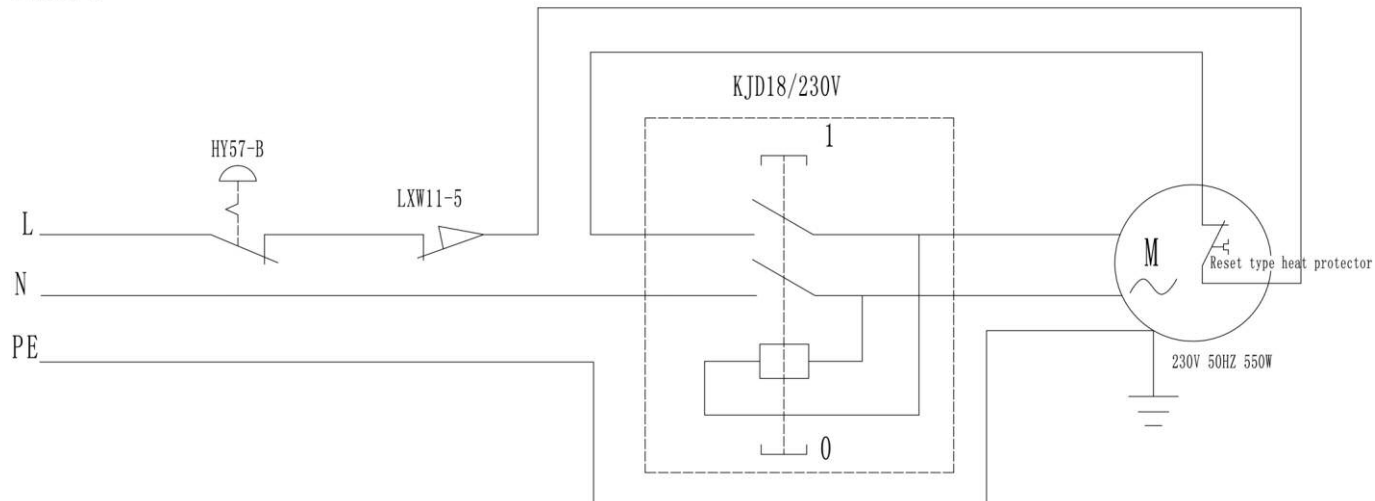 KJD18/230V
1
HY57-B
LXW11-5
L
M
Reset type heat protector
N
PE
230V 50HZ 550W
0